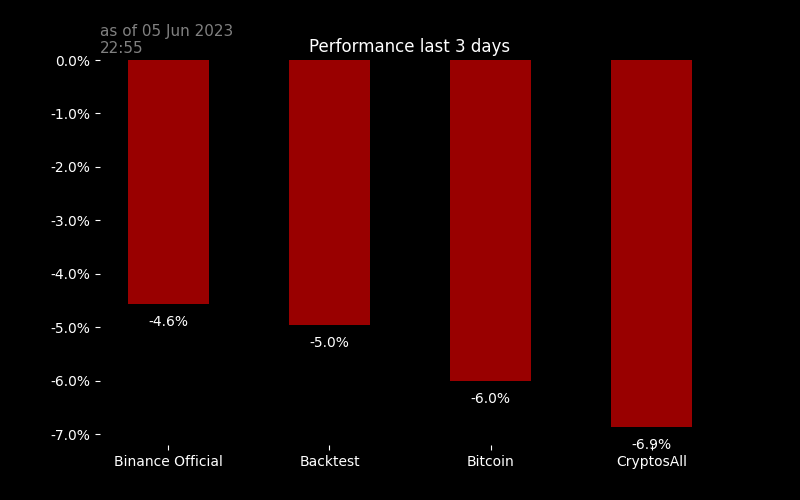 as of 05 Jun 2023
22:55
Performance last 3 days
0.0%
-1.0%
-2.0%
-3.0%
-4.0%
-5.0%
-6.0%
-7.0%
-4.6%
-5.0%
-6.0%
-6.9%
Binance Official
Backtest
Bitcoin
CryptosAll